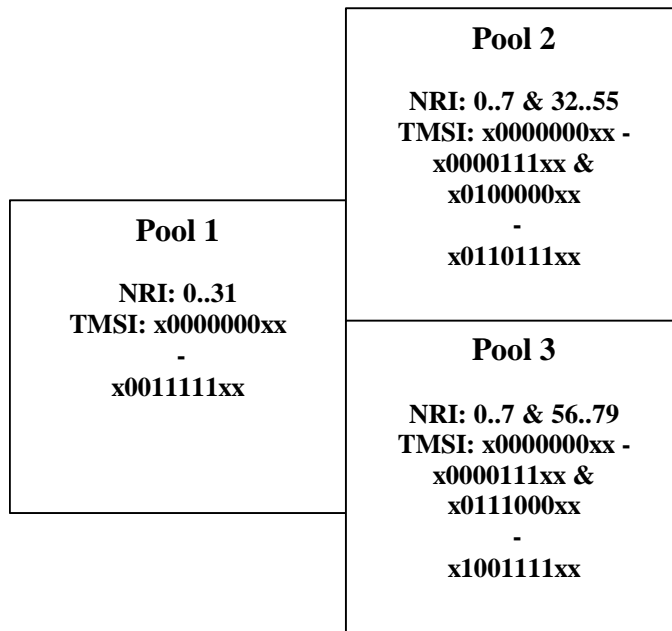 Pool 2
NRI: 0..7 & 32..55
TMSI: x0000000xx -
x0000111xx &
x0100000xx
-
x0110111xx
Pool 1
NRI: 0..31
TMSI: x0000000xx
-
x0011111xx
Pool 3
NRI: 0..7 & 56..79
TMSI: x0000000xx -
x0000111xx &
x0111000xx
-
x1001111xx